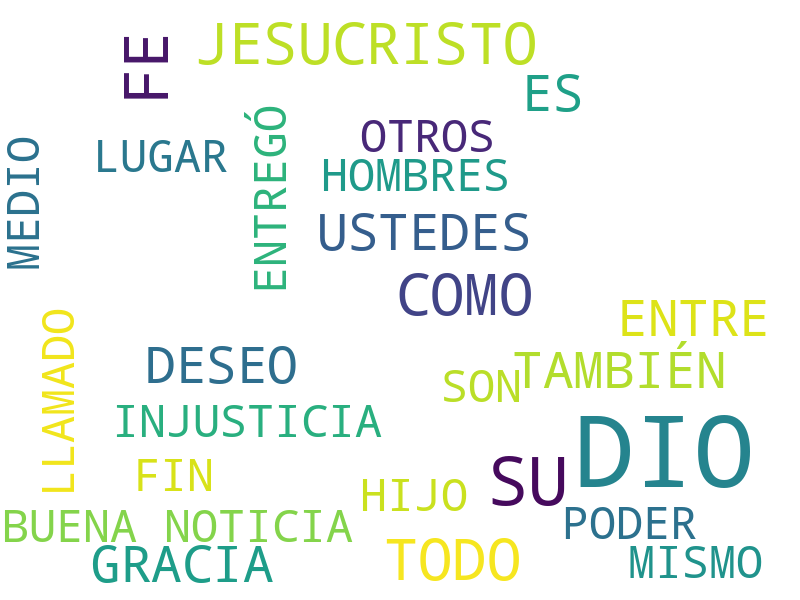 FE
JESUCRISTO
ES
MEDIO
LUGAR
ENTREGÓ
OTROS
HOMBRES
USTEDES
COMO
ENTRE
LLAMADO
DESEO
TAMBIÉN
SON
INJUSTICIA
DIO
FIN
SU
HIJO
BUENA NOTICIA
PODER
GRACIA
TODO
MISMO